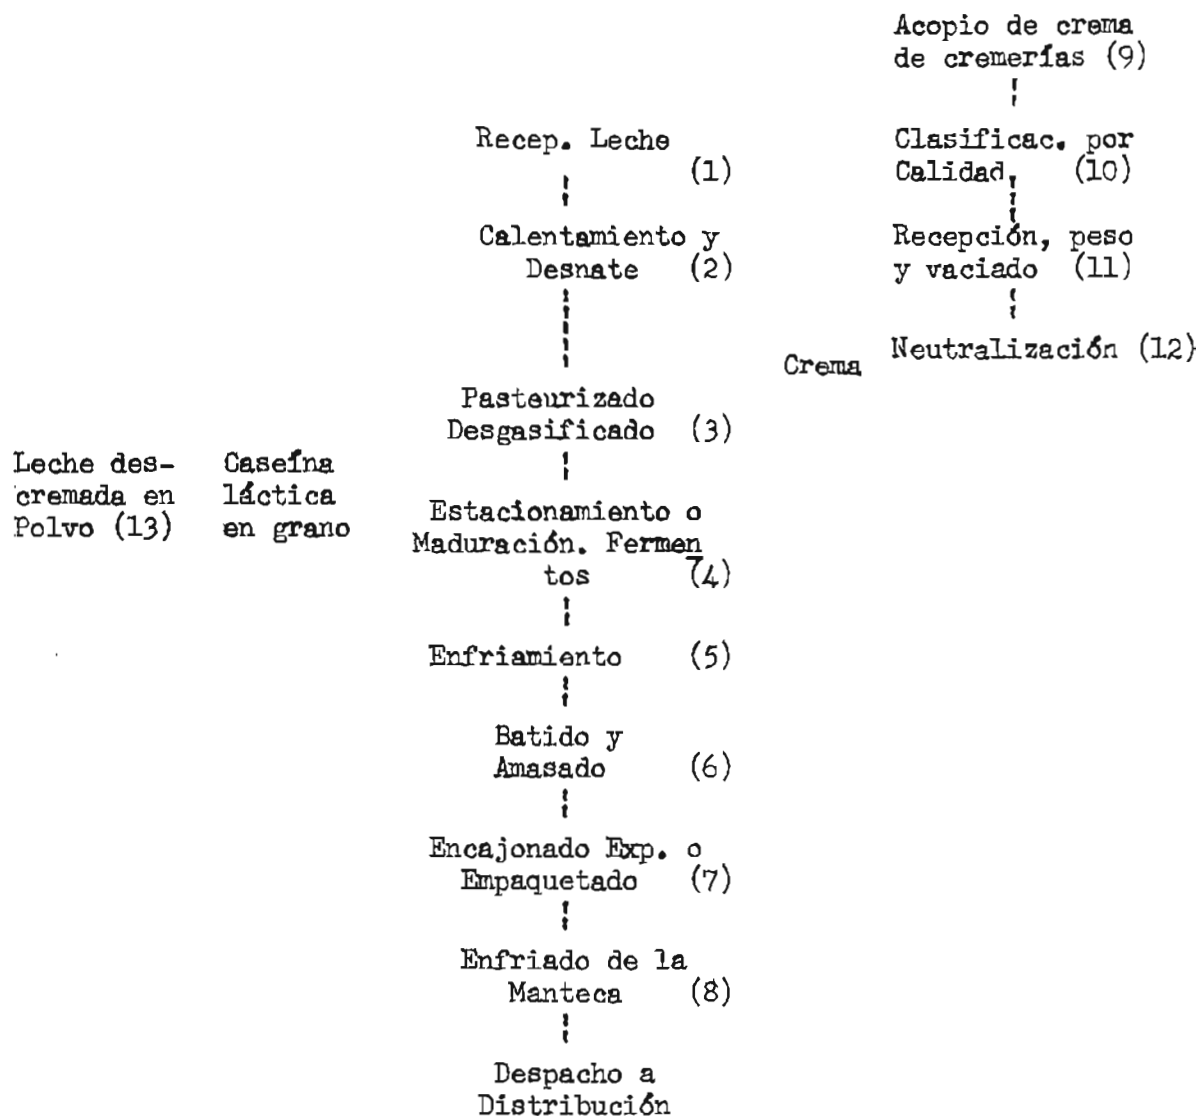 Acopio de crema
de cremerías (9)
Recep. Leche
(1)
Clasificac. por
Calidad, (10)
Calentamiento y
Desnate (2)
Recepción, peso
y vaciado (11)
Neutralización (12)
Crema
Pasteurizado
Desgasificado (3)
Leche des-
cremada en
Polvo (13)
Caseína
láctica
en grano
Estacionamiento o
Maduración. Fermen
tos (4)
Enfriamiento (5)
Batido y
Amasado (6)
Encajonado Exp. o
Empaquetado (7)
Enfriado de la
Manteca (8)
Despacho a
Distribución